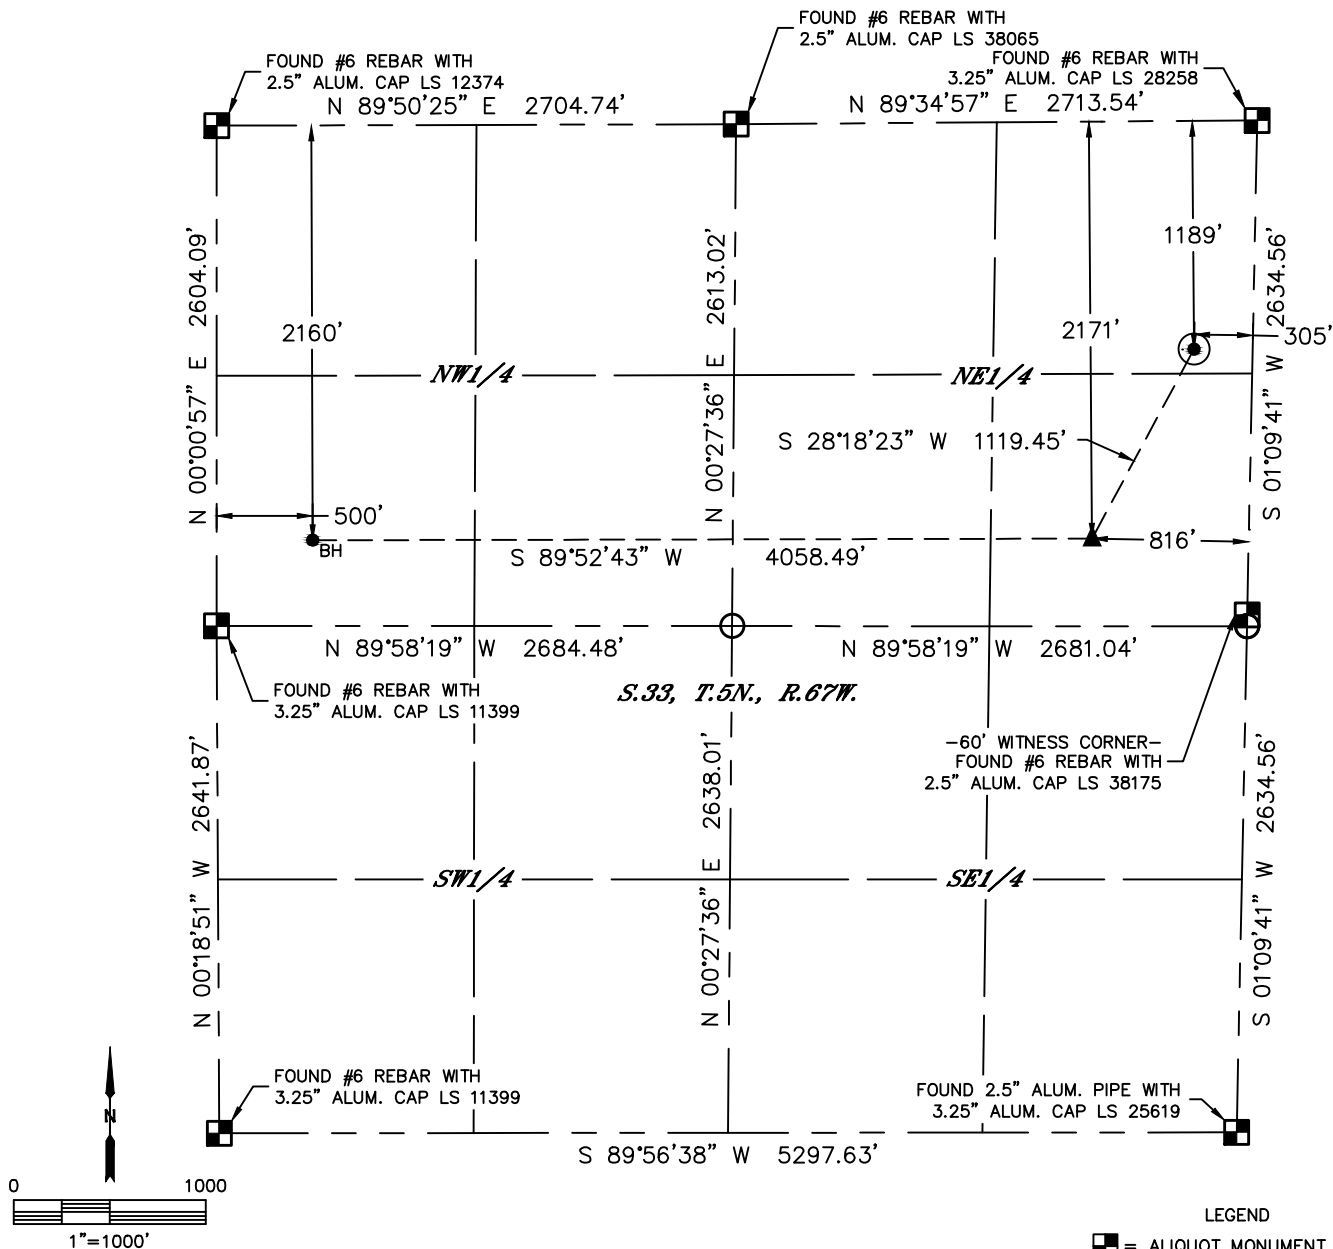 FOUND #6 REBAR WITH
2.5" ALUM. CAP LS 38065
FOUND #6 REBAR WITH
2.5" ALUM. CAP LS 12374
FOUND #6 REBAR WITH
3.25" ALUM. CAP LS 28258
N 89°50'25" E 2704.74'
N 89°34'57" E 2713.54'
N 00°00'57" E 2604.09'
N 00°27'36" E 2613.02'
S 01°09'41" W 2634.56'
1189'
2160'
2171'
305'
NW1/4
NE1/4
S 28°18'23" W 1119.45'
500'
BH
816'
S 89°52'43" W 4058.49'
N 89°58'19" W 2684.48'
N 89°58'19" W 2681.04'
FOUND #6 REBAR WITH
3.25" ALUM. CAP LS 11399
S.33, T.5N., R.67W.
-60' WITNESS CORNER-
FOUND #6 REBAR WITH
2.5" ALUM. CAP LS 38175
N 00°18'51" W 2641.87'
N 00°27'36" E 2638.01'
S 01°09'41" W 2634.56'
SW1/4
SE1/4
FOUND #6 REBAR WITH
3.25" ALUM. CAP LS 11399
FOUND 2.5" ALUM. PIPE WITH
3.25" ALUM. CAP LS 25619
S 89°56'38" W 5297.63'
N
0 1000
1"=1000'
LEGEND
= ALIQUOT MONUMENT